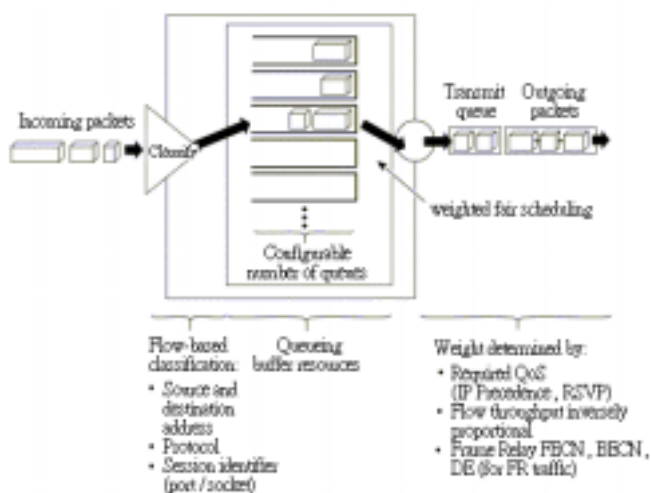 Incoming packets
Classify
Transmit
queue
Outgoing
packets
weighted fair scheduling
Configurable
number of queues
Flow-based
classification:
• Source and
destination
address
• Protocol
• Session identifier
(port / socket)
Queueing
buffer resources
Weight determined by:
• Required QoS
(IP Precedence , RSVP)
• Flow throughput inversely
proportional
• Frame Relay FECN , BECN ,
DE (for FR traffic)